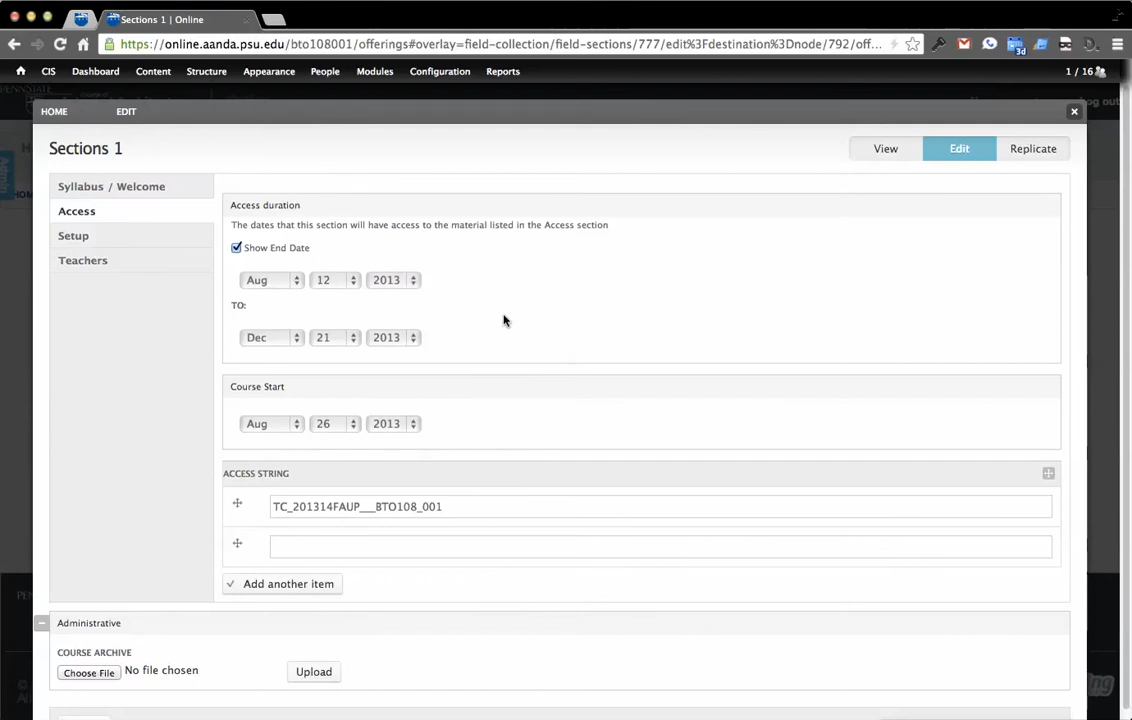 Sections 1 | Online
https://online.aanda.psu.edu/bto108001/offerings#overlay=field-collection/field-sections/777/edit%3Fdestination%3Dnode/792/off...
3d
CIS Dashboard Content Structure Appearance People Modules Configuration Reports 1 / 16
HOME EDIT
Sections 1
View Edit Replicate
Syllabus / Welcome
Access
Setup
Teachers
Access duration
The dates that this section will have access to the material listed in the Access section
Show End Date
Aug 12 2013
TO:
Dec 21 2013
Course Start
Aug 26 2013
ACCESS STRING
TC_201314FAUP___BTO108_001
Add another item
Administrative
COURSE ARCHIVE
Choose File No file chosen Upload